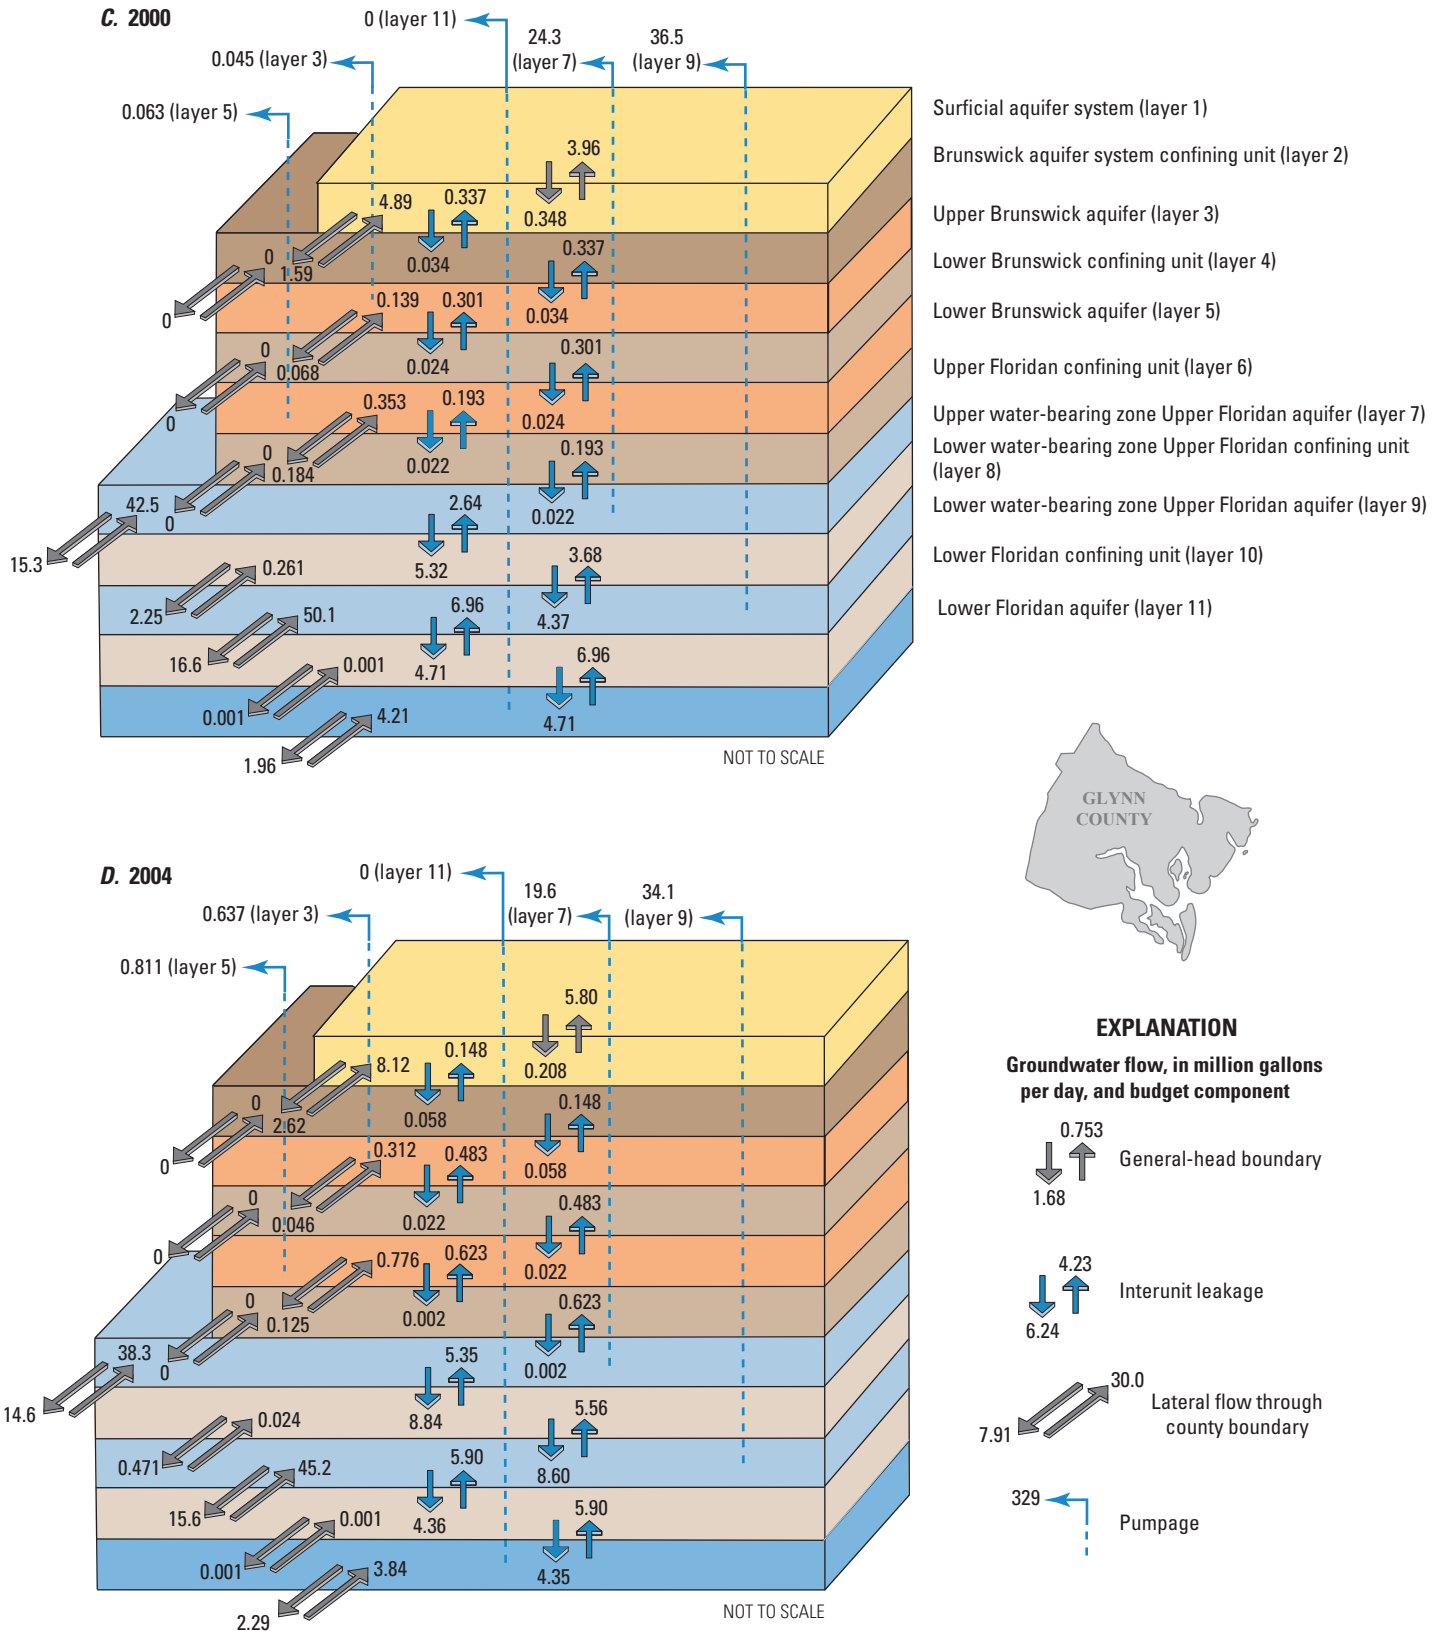 C. 2000
0 (layer 11)
24.3
(layer 7)
36.5
(layer 9)
0.045 (layer 3)
0.063 (layer 5)
Surficial aquifer system (layer 1)
Brunswick aquifer system confining unit (layer 2)
Upper Brunswick aquifer (layer 3)
Lower Brunswick confining unit (layer 4)
Lower Brunswick aquifer (layer 5)
Upper Floridan confining unit (layer 6)
Upper water-bearing zone Upper Floridan aquifer (layer 7)
Lower water-bearing zone Upper Floridan confining unit
(layer 8)
Lower water-bearing zone Upper Floridan aquifer (layer 9)
Lower Floridan confining unit (layer 10)
Lower Floridan aquifer (layer 11)
3.96
0.348
4.89
0.337
0.034
1.59
0
0
0.337
0.034
0.139
0.301
0.024
0.068
0
0
0.301
0.024
0.353
0.193
0.022
0.184
0
0
0.193
0.022
42.5
15.3
2.64
5.32
0.261
2.25
3.68
4.37
50.1
16.6
6.96
4.71
0.001
0.001
6.96
4.71
4.21
1.96
NOT TO SCALE
GLYNN
COUNTY
D. 2004
0 (layer 11)
19.6
(layer 7)
34.1
(layer 9)
0.637 (layer 3)
0.811 (layer 5)
5.80
0.208
8.12
0.148
0.058
2.62
0
0
0.148
0.058
0.312
0.483
0.022
0.046
0
0
0.483
0.022
0.776
0.623
0.002
0.125
0
0
0.623
0.002
38.3
14.6
5.35
8.84
0.024
0.471
5.56
8.60
45.2
15.6
5.90
4.36
0.001
0.001
5.90
4.35
3.84
2.29
NOT TO SCALE
EXPLANATION
Groundwater flow, in million gallons
per day, and budget component
0.753
1.68
General-head boundary
4.23
6.24
Interunit leakage
30.0
7.91
Lateral flow through
county boundary
329
Pumpage